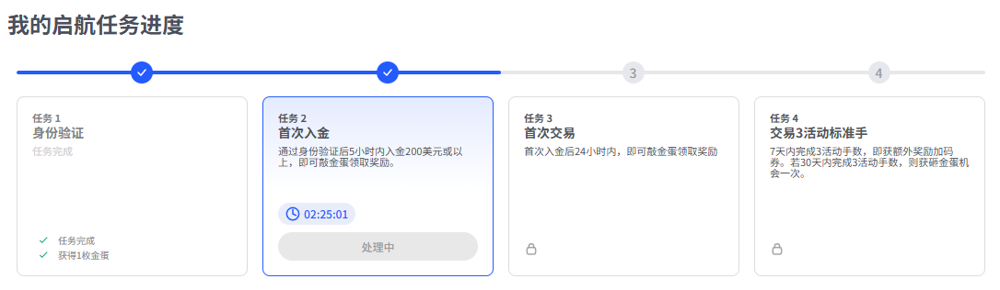 我的启航任务进度
3
4
任务 1
身份验证
任务完成
任务完成
获得1枚金蛋
任务 2
首次入金
通过身份验证后5小时内入金200美元或以
上，即可敲金蛋领取奖励。
02:25:01
处理中
任务 3
首次交易
首次入金后24小时内，即可敲金蛋领取奖励
任务 4
交易3活动标准手
7天内完成3活动手数，即获额外奖励加码
券。若30天内完成3活动手数，则获砸金蛋机
会一次。